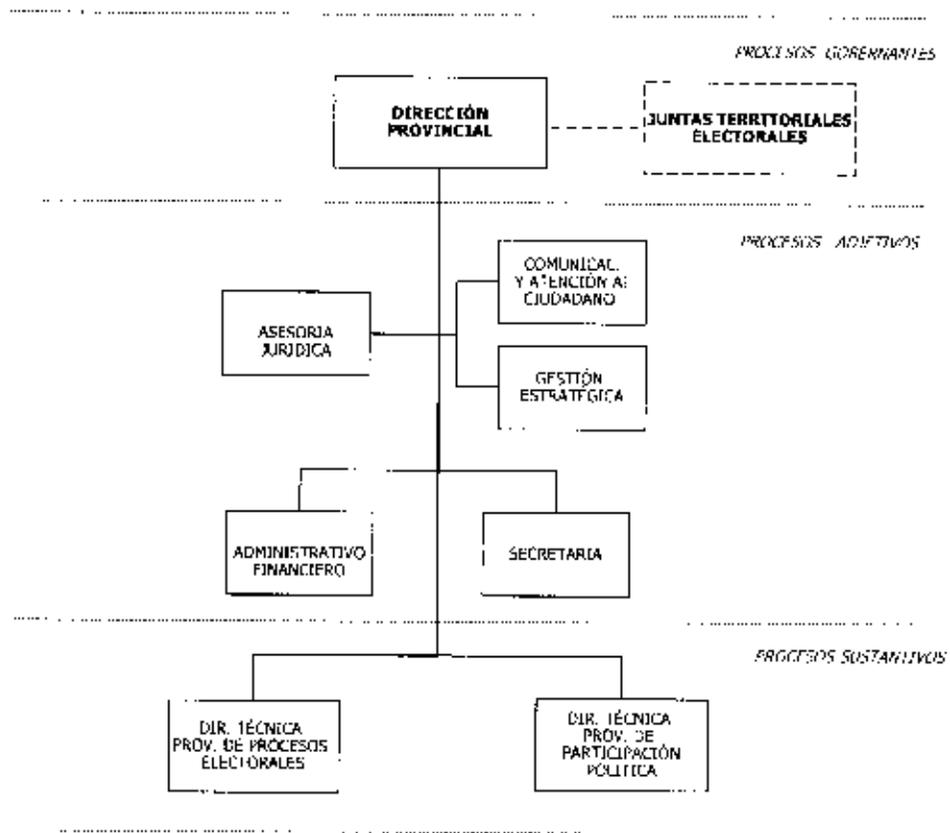 PROCESOS GOBERNANTES
DIRECCIÓN
PROVINCIAL
JUNTAS TERRITORIALES
ELECTORALES
PROCESOS ADJETIVOS
COMUNICAC.
Y ATENCIÓN AL
CIUDADANO
ASESORIA
JURIDICA
GESTIÓN
ESTRATÉGICA
ADMINISTRATIVO
FINANCIERO
SECRETARIA
PROCESOS SUSTANTIVOS
DIR. TÉCNICA
PROV. DE PROCESOS
ELECTORALES
DIR. TÉCNICA
PROV. DE
PARTICIPACIÓN
POLITICA